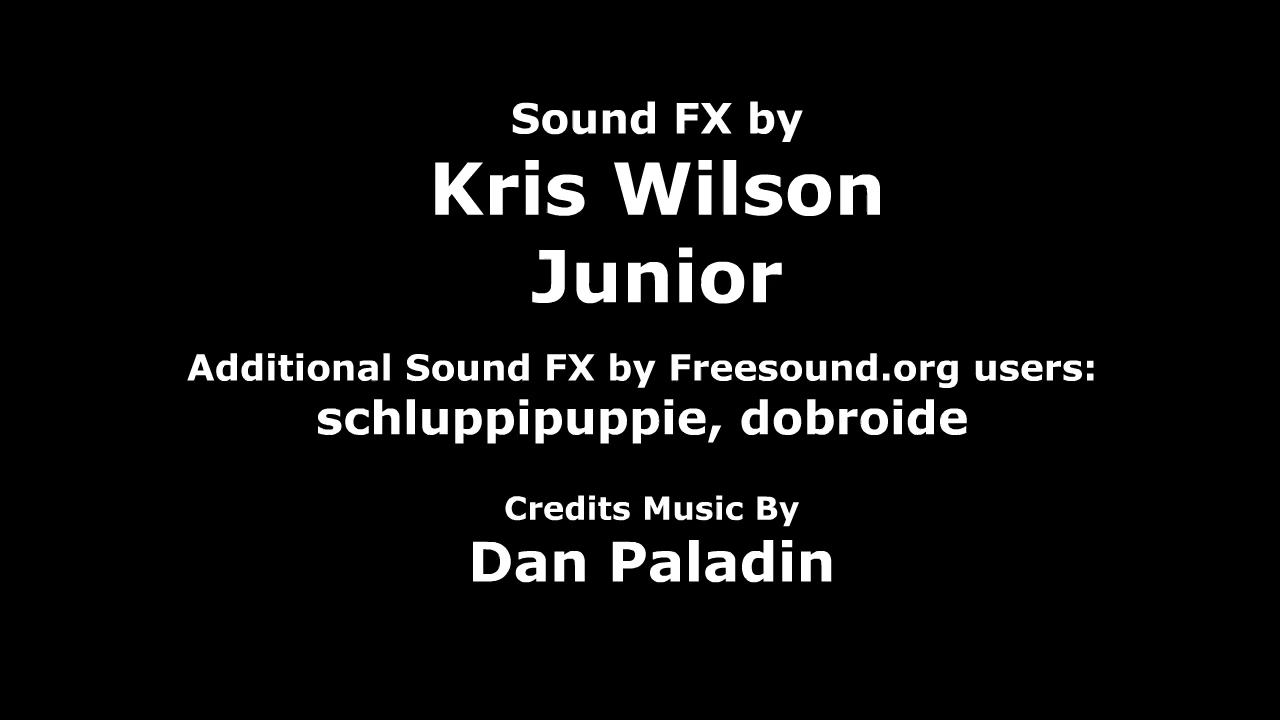 Sound FX by
Kris Wilson
Junior
Additional Sound FX by Freesound.org users:
schluppipuppie, dobroide
Credits Music By
Dan Paladin